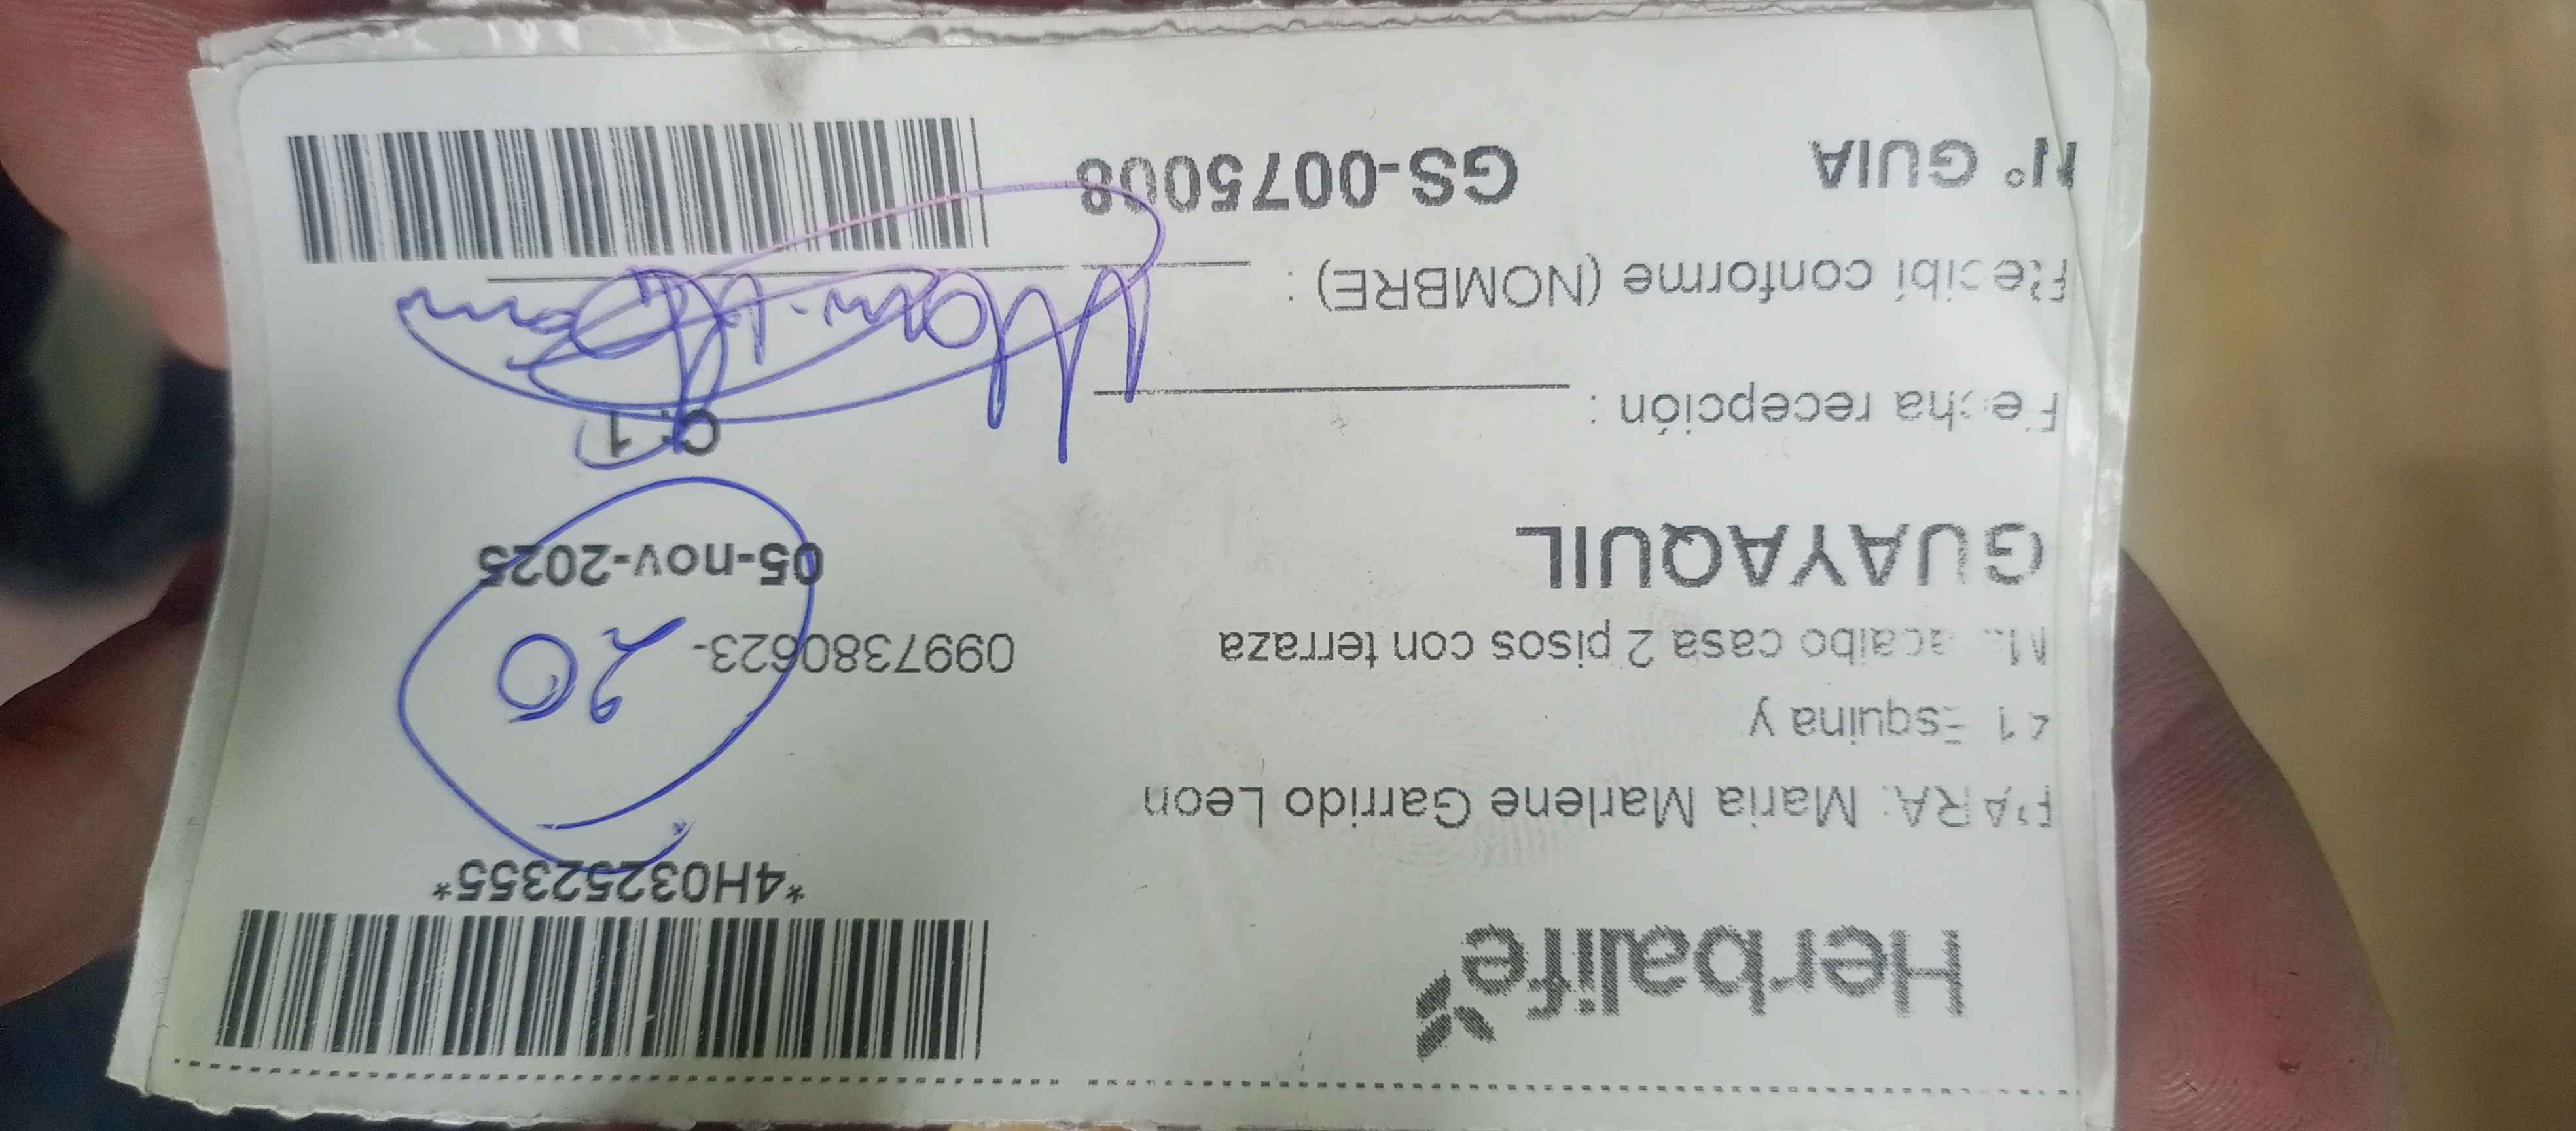 Herbalife
*4H03252355*
PARA: Maria Marlene Garrido Leon
Esquina y
casa 2 pisos con terraza 0997380623-
20
GUAYAQUIL 05-nov-2025
C: 1
Fecha recepción :
Recibí conforme (NOMBRE) :
N° GUIA GS-0075008